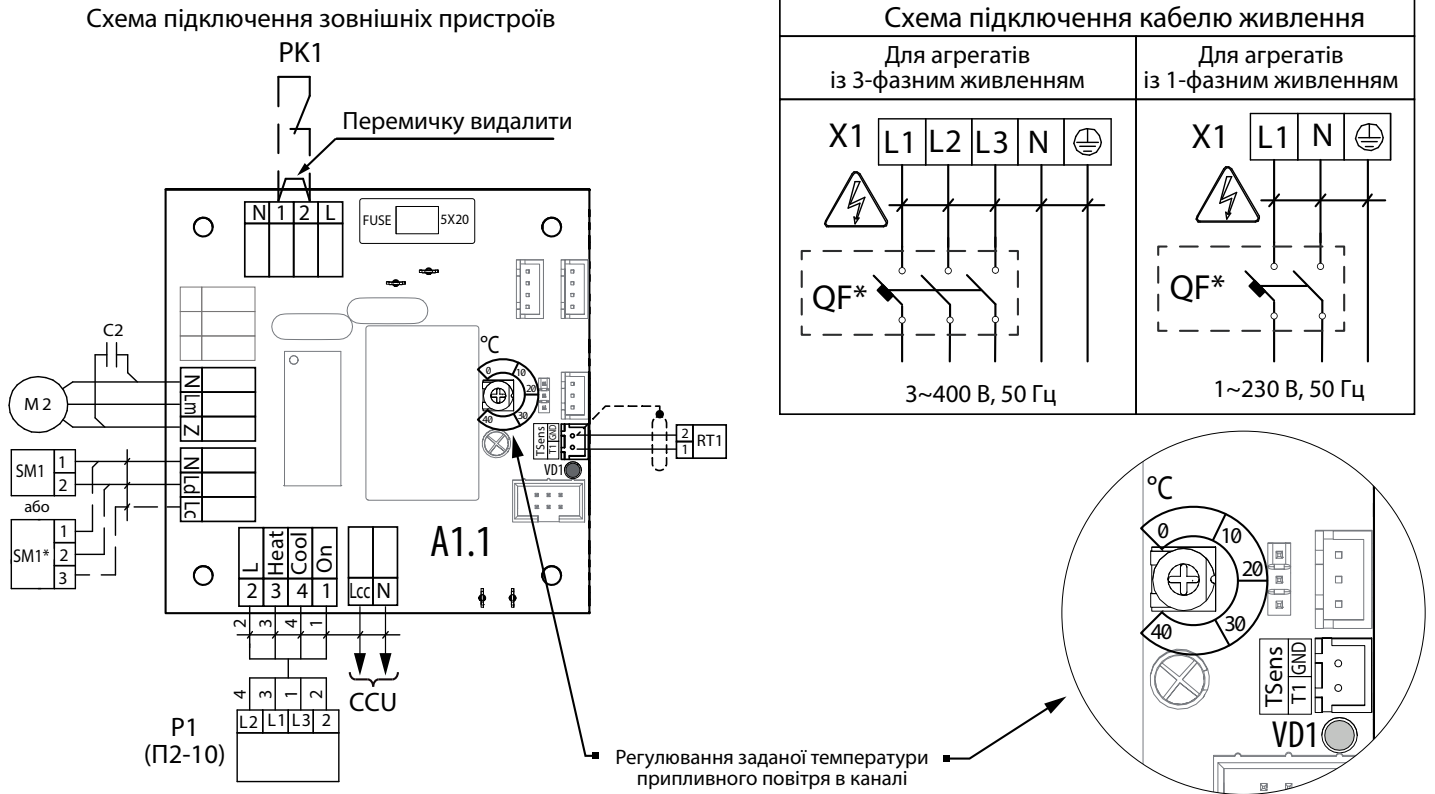 Схема підключення зовнішніх пристроїв
PK1
Перемичку видалити
N 1 2 L
FUSE 5X20
C2
M 2
N
Lm
Z
°C
0 10 20 30 40
TSens
T1 GND
VD1
2
1
RT1
SM1
1
2
або
SM1*
1
2
3
N
Ld
Lc
A1.1
L Heat Cool On
2 3 4 1
Lcc N
2 3 4 1
CCU
4 3 1 2
L2 L1 L3 2
P1
(П2-10)
Регулювання заданої температури
припливного повітря в каналі
Схема підключення кабелю живлення
Для агрегатів
із 3-фазним живленням
Для агрегатів
із 1-фазним живленням
X1 L1 L2 L3 N
QF*
3~400 В, 50 Гц
X1 L1 N
QF*
1~230 В, 50 Гц
°C
0 10 20 30 40
TSens
T1 GND
VD1